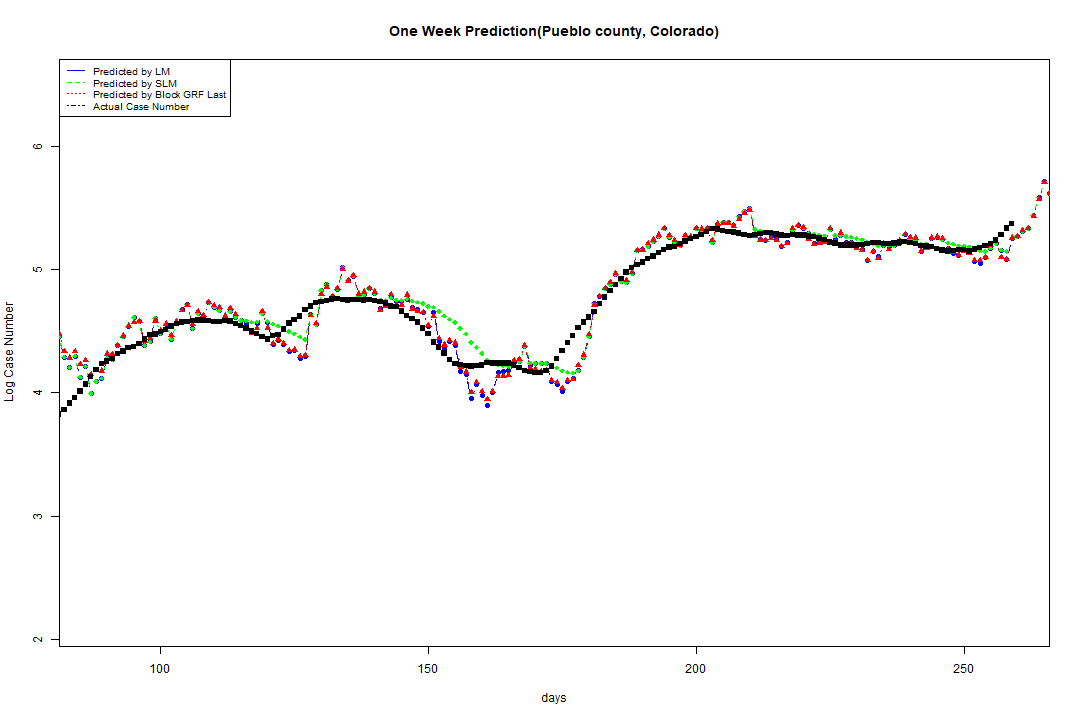 One Week Prediction(Pueblo county, Colorado)
Predicted by LM
Predicted by SLM
Predicted by Block GRF Last
Actual Case Number
6
5
4
3
2
Log Case Number
100
150
200
250
days